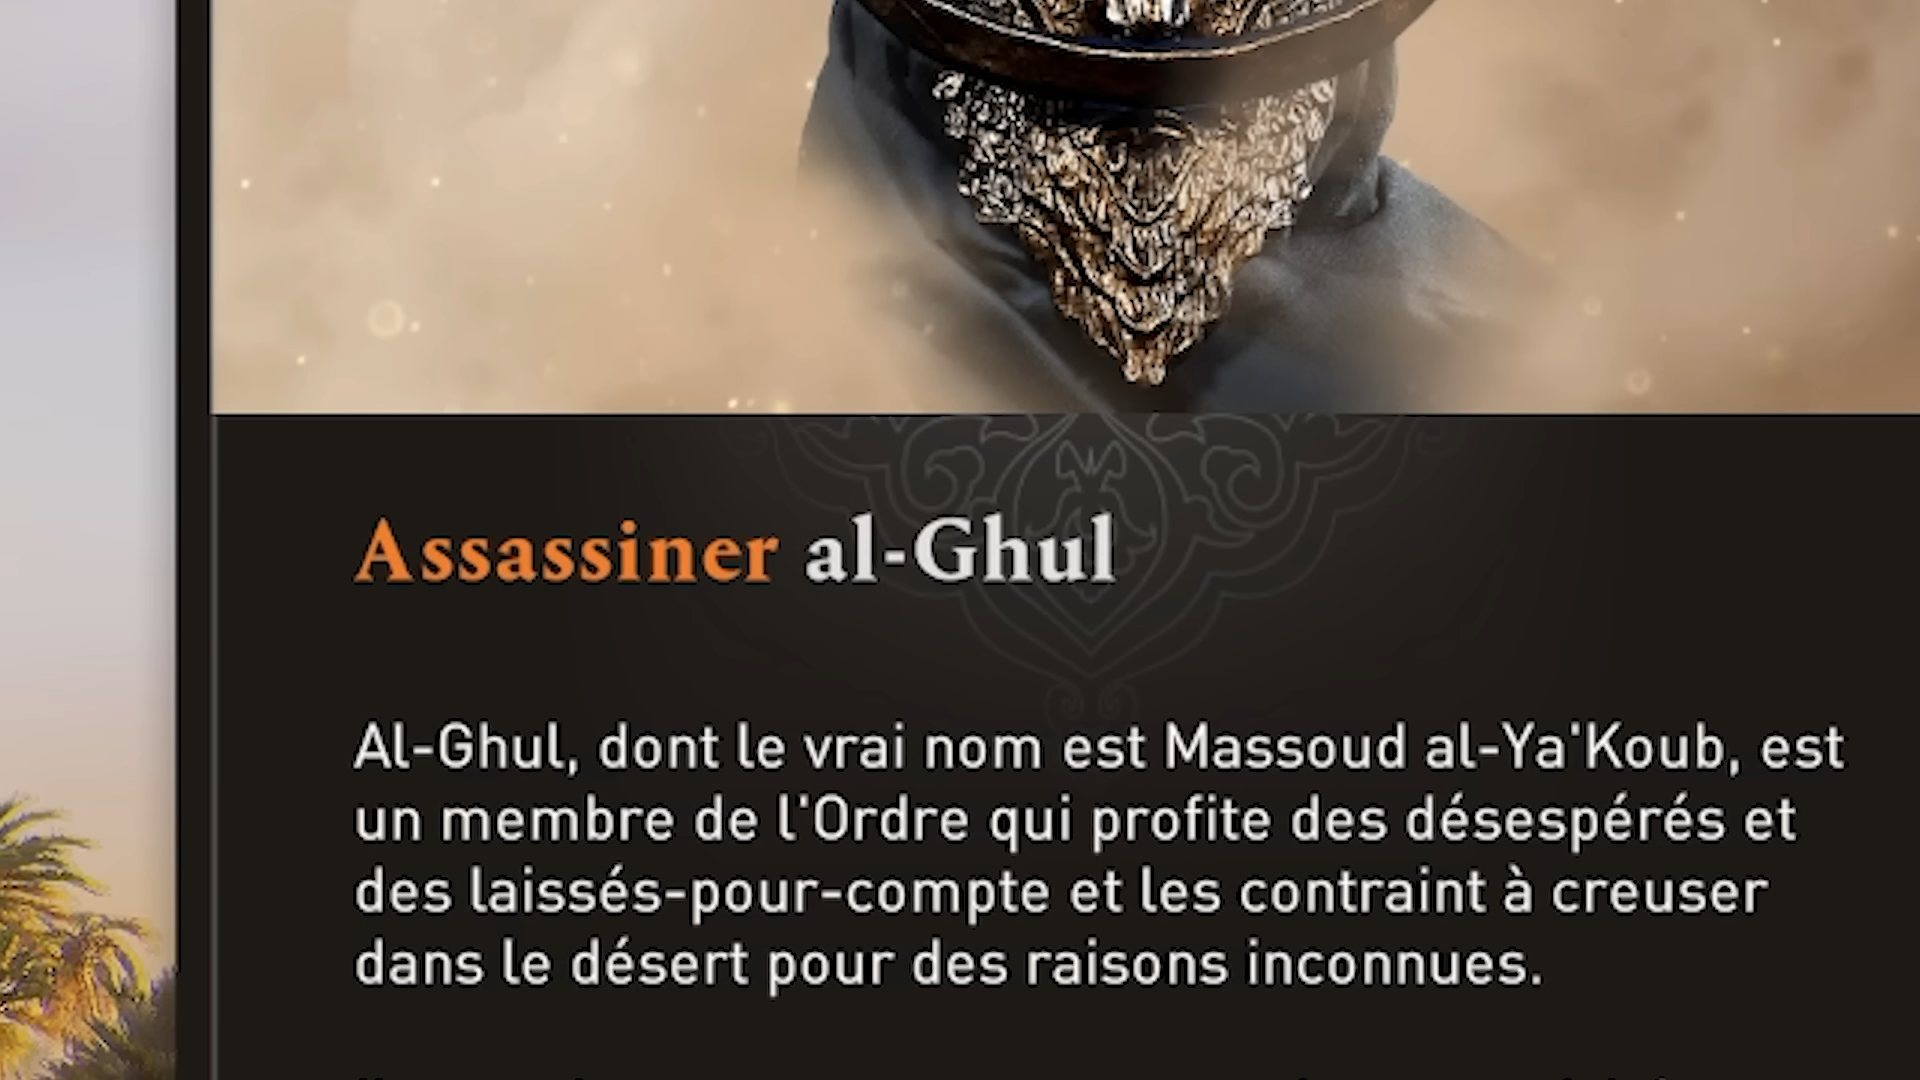 Assassiner al-Ghul
Al-Ghul, dont le vrai nom est Massoud al-Ya'Koub, est
un membre de l'Ordre qui profite des désespérés et
des laissés-pour-compte et les contraint à creuser
dans le désert pour des raisons inconnues.